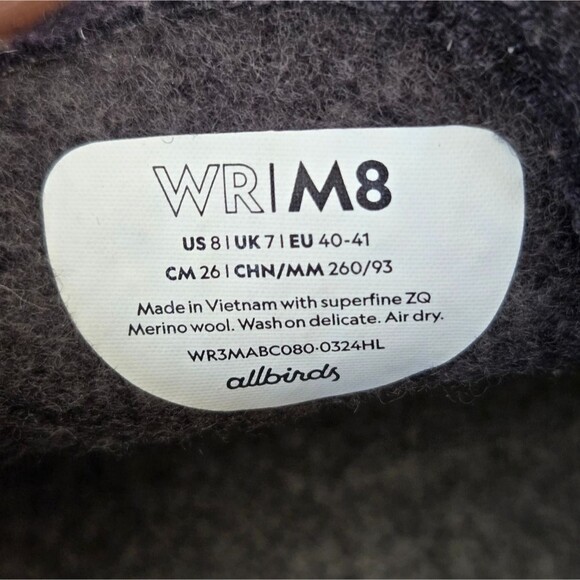 WR|M8
US 8 | UK 7 | EU 40-41
CM 26 | CHN/MM 260/93
Made in Vietnam with superfine ZQ
Merino wool. Wash on delicate. Air dry.
WR3MABC080-0324HL
allbirds